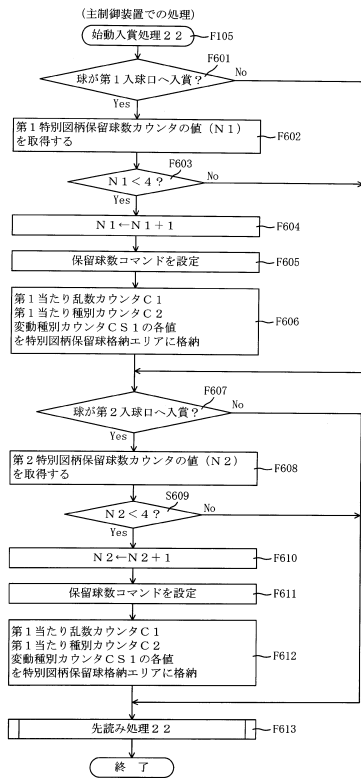 (主制御装置での処理)
始動入賞処理22
F105
球が第1入球口へ入賞?
F601
No
Yes
第1特別図柄保留球数カウンタの値(N1)
を取得する
F602
N1<4?
F603
No
Yes
N1←N1+1
F604
保留球数コマンドを設定
F605
第1当たり乱数カウンタC1
第1当たり種別カウンタC2
変動種別カウンタCS1の各値
を特別図柄保留球格納エリアに格納
F606
球が第2入球口へ入賞?
F607
No
Yes
第2特別図柄保留球数カウンタの値(N2)
を取得する
F608
N2<4?
S609
No
Yes
N2←N2+1
F610
保留球数コマンドを設定
F611
第1当たり乱数カウンタC1
第1当たり種別カウンタC2
変動種別カウンタCS1の各値
を特別図柄保留球格納エリアに格納
F612
先読み処理22
F613
終 了